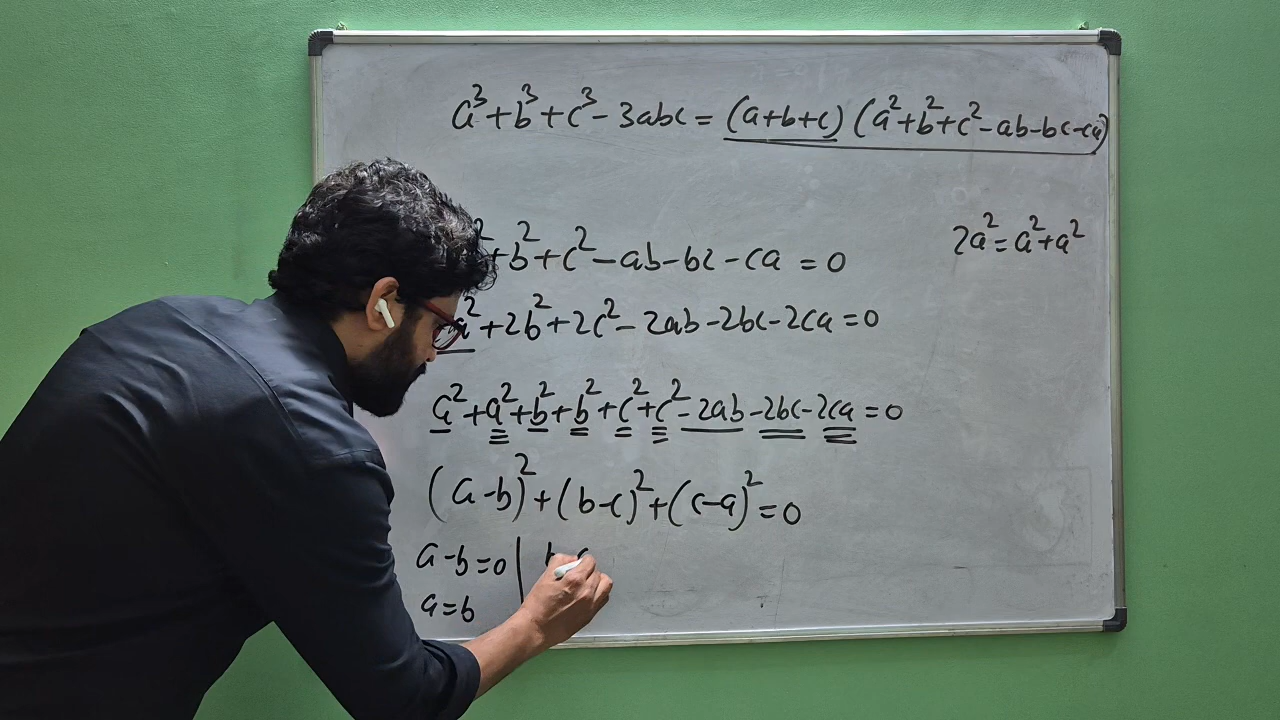 a³+b³+c³-3abc = (a+b+c) (a²+b²+c²-ab-bc-ca)
2a²=a²+a²
²+b²+c²-ab-bc-ca = 0
a²+2b²+2c²-2ab-2bc-2ca=0
a²+a²+b²+b²+c²+c²-2ab-2bc-2ca=0
(a-b)²+(b-c)²+(c-a)²=0
a-b=0
a=b